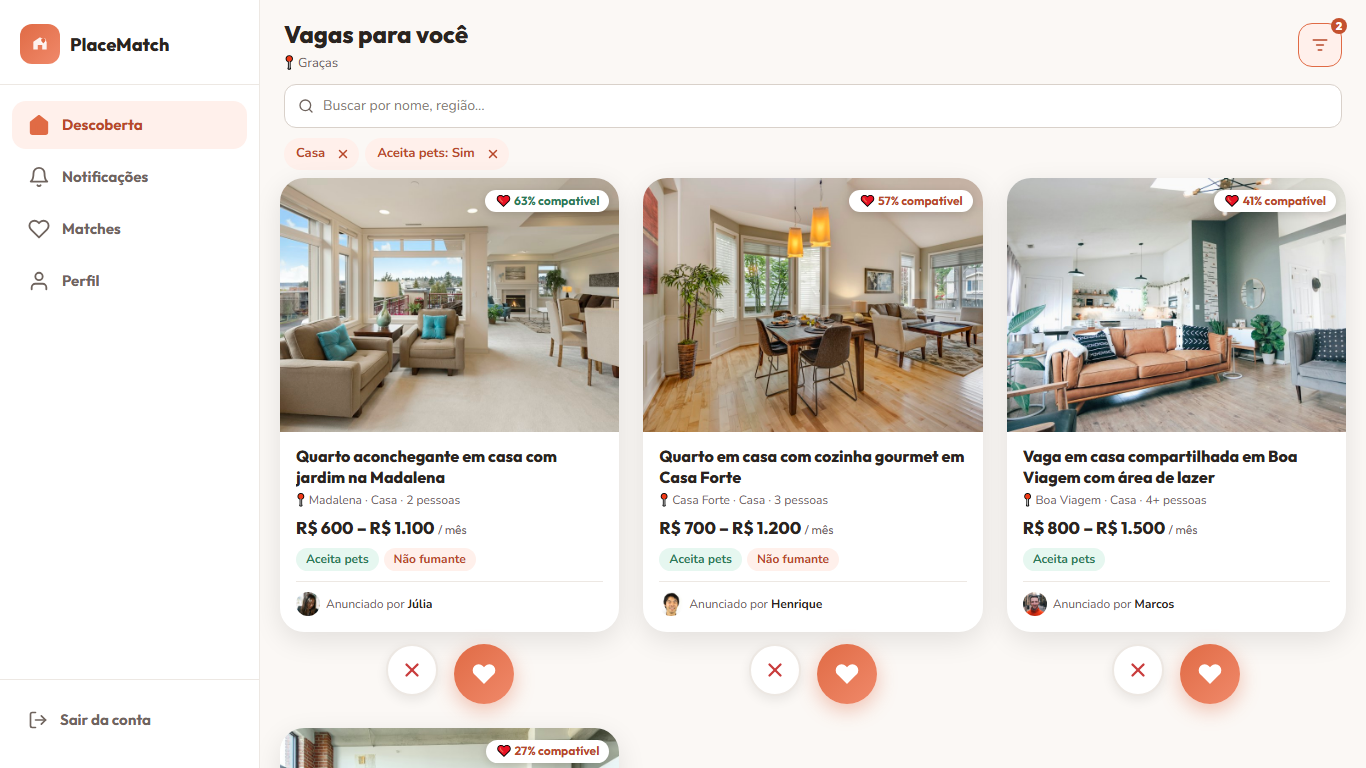 PlaceMatch
Descoberta
Notificações
Matches
Perfil
Sair da conta
Vagas para você
Graças
2
Buscar por nome, região...
Casa
Aceita pets: Sim
63% compatível
Quarto aconchegante em casa com
jardim na Madalena
Madalena · Casa · 2 pessoas
R$ 600 – R$ 1.100 / mês
Aceita pets
Não fumante
Anunciado por Júlia
57% compatível
Quarto em casa com cozinha gourmet em
Casa Forte
Casa Forte · Casa · 3 pessoas
R$ 700 – R$ 1.200 / mês
Aceita pets
Não fumante
Anunciado por Henrique
41% compatível
Vaga em casa compartilhada em Boa
Viagem com área de lazer
Boa Viagem · Casa · 4+ pessoas
R$ 800 – R$ 1.500 / mês
Aceita pets
Anunciado por Marcos
27% compatível